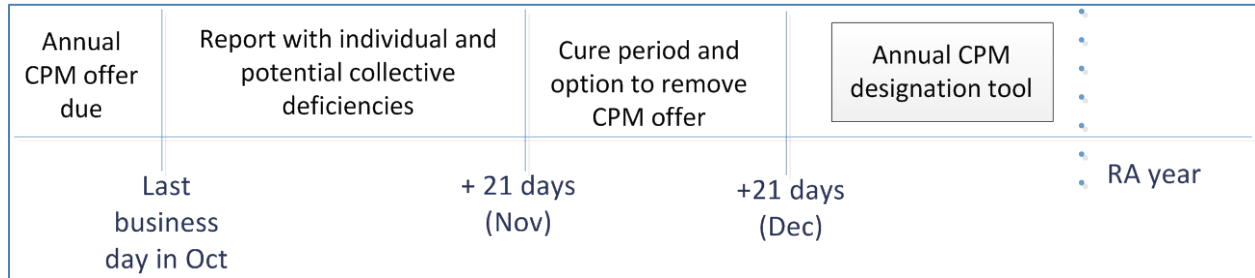 Annual
CPM offer
due
Report with individual and
potential collective
deficiencies
Cure period and
option to remove
CPM offer
Annual CPM
designation tool
Last
business
day in Oct
+ 21 days
(Nov)
+21 days
(Dec)
RA year